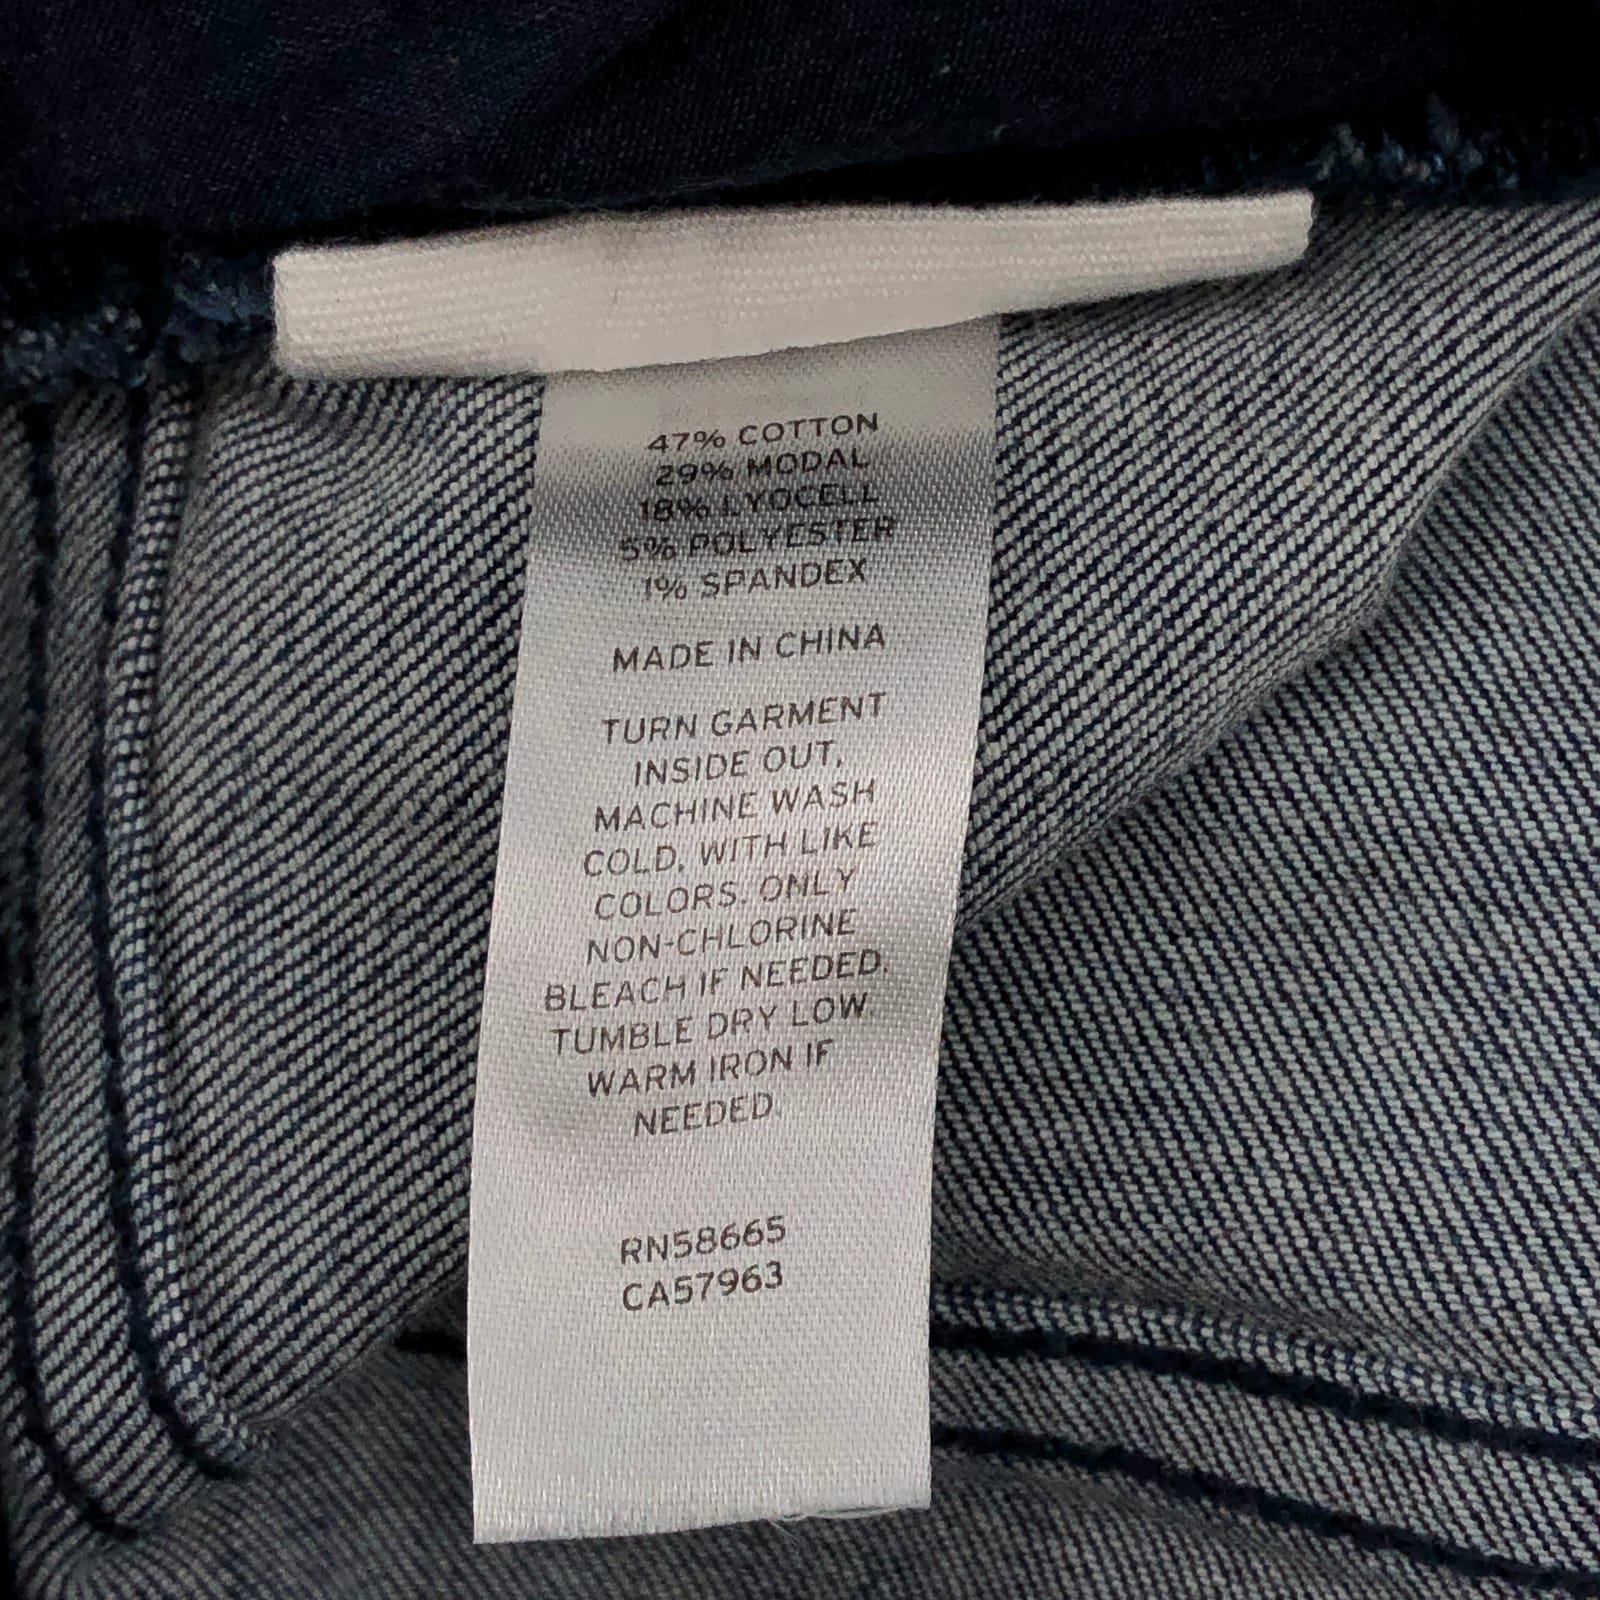 47% COTTON
29% MODAL
18% LYOCELL
5% POLYESTER
1% SPANDEX
MADE IN CHINA
TURN GARMENT
INSIDE OUT,
MACHINE WASH
COLD, WITH LIKE
COLORS. ONLY
NON-CHLORINE
BLEACH IF NEEDED.
TUMBLE DRY LOW.
WARM IRON IF
NEEDED.
RN58665
CA57963